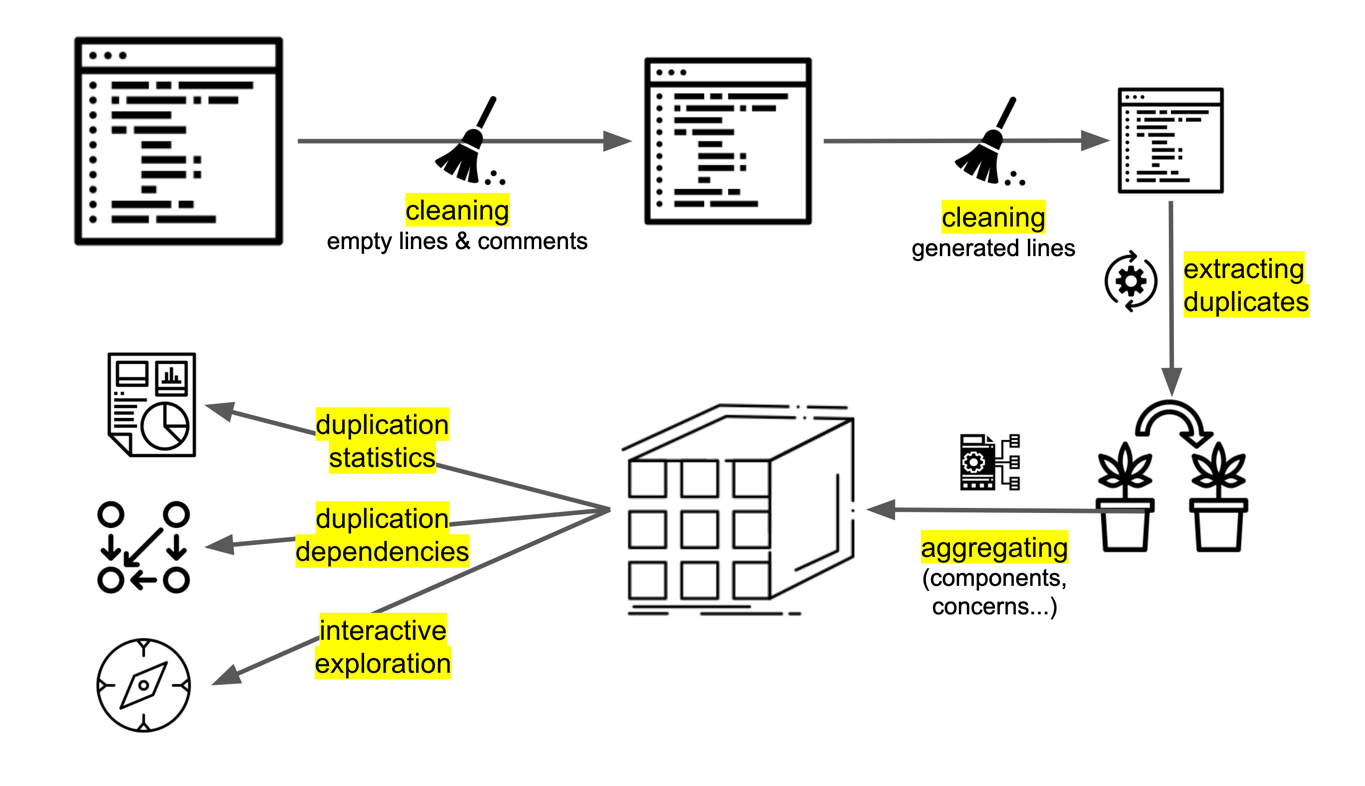 cleaning
empty lines & comments
cleaning
generated lines
extracting
duplicates
aggregating
(components,
concerns...)
duplication
statistics
duplication
dependencies
interactive
exploration